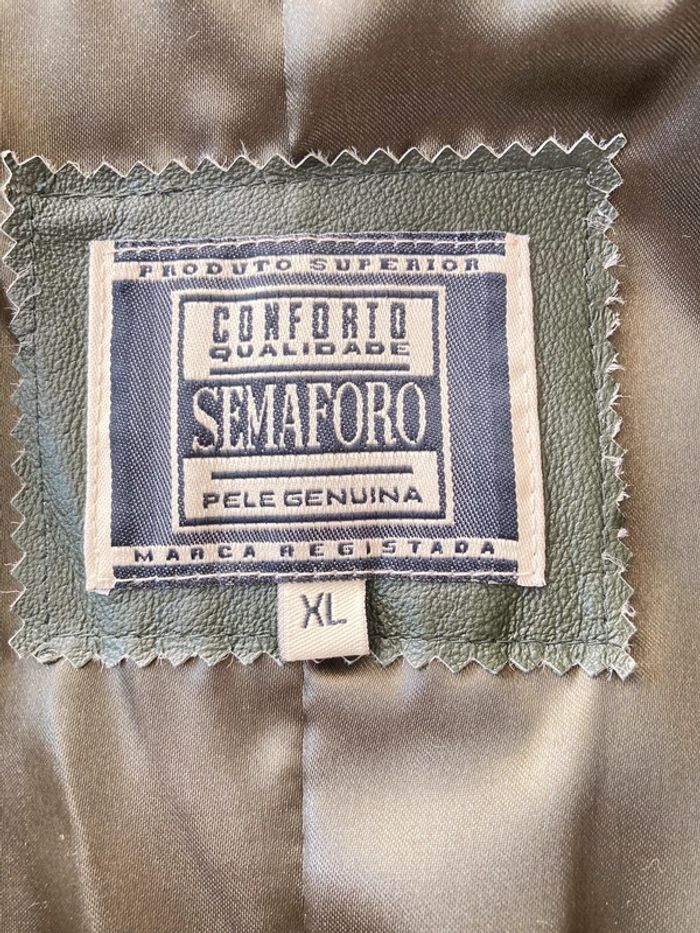 PRODUTO SUPERIOR
CONFORTO
QUALIDADE
SEMAFORO
PELE GENUINA
MARCA REGISTADA
XL